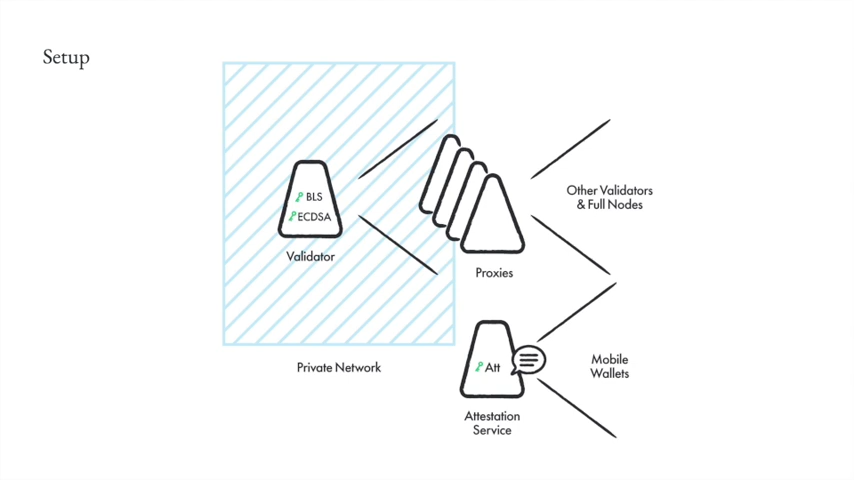 Setup
BLS
ECDSA
Validator
Private Network
Proxies
Other Validators
& Full Nodes
Att
Attestation
Service
Mobile
Wallets